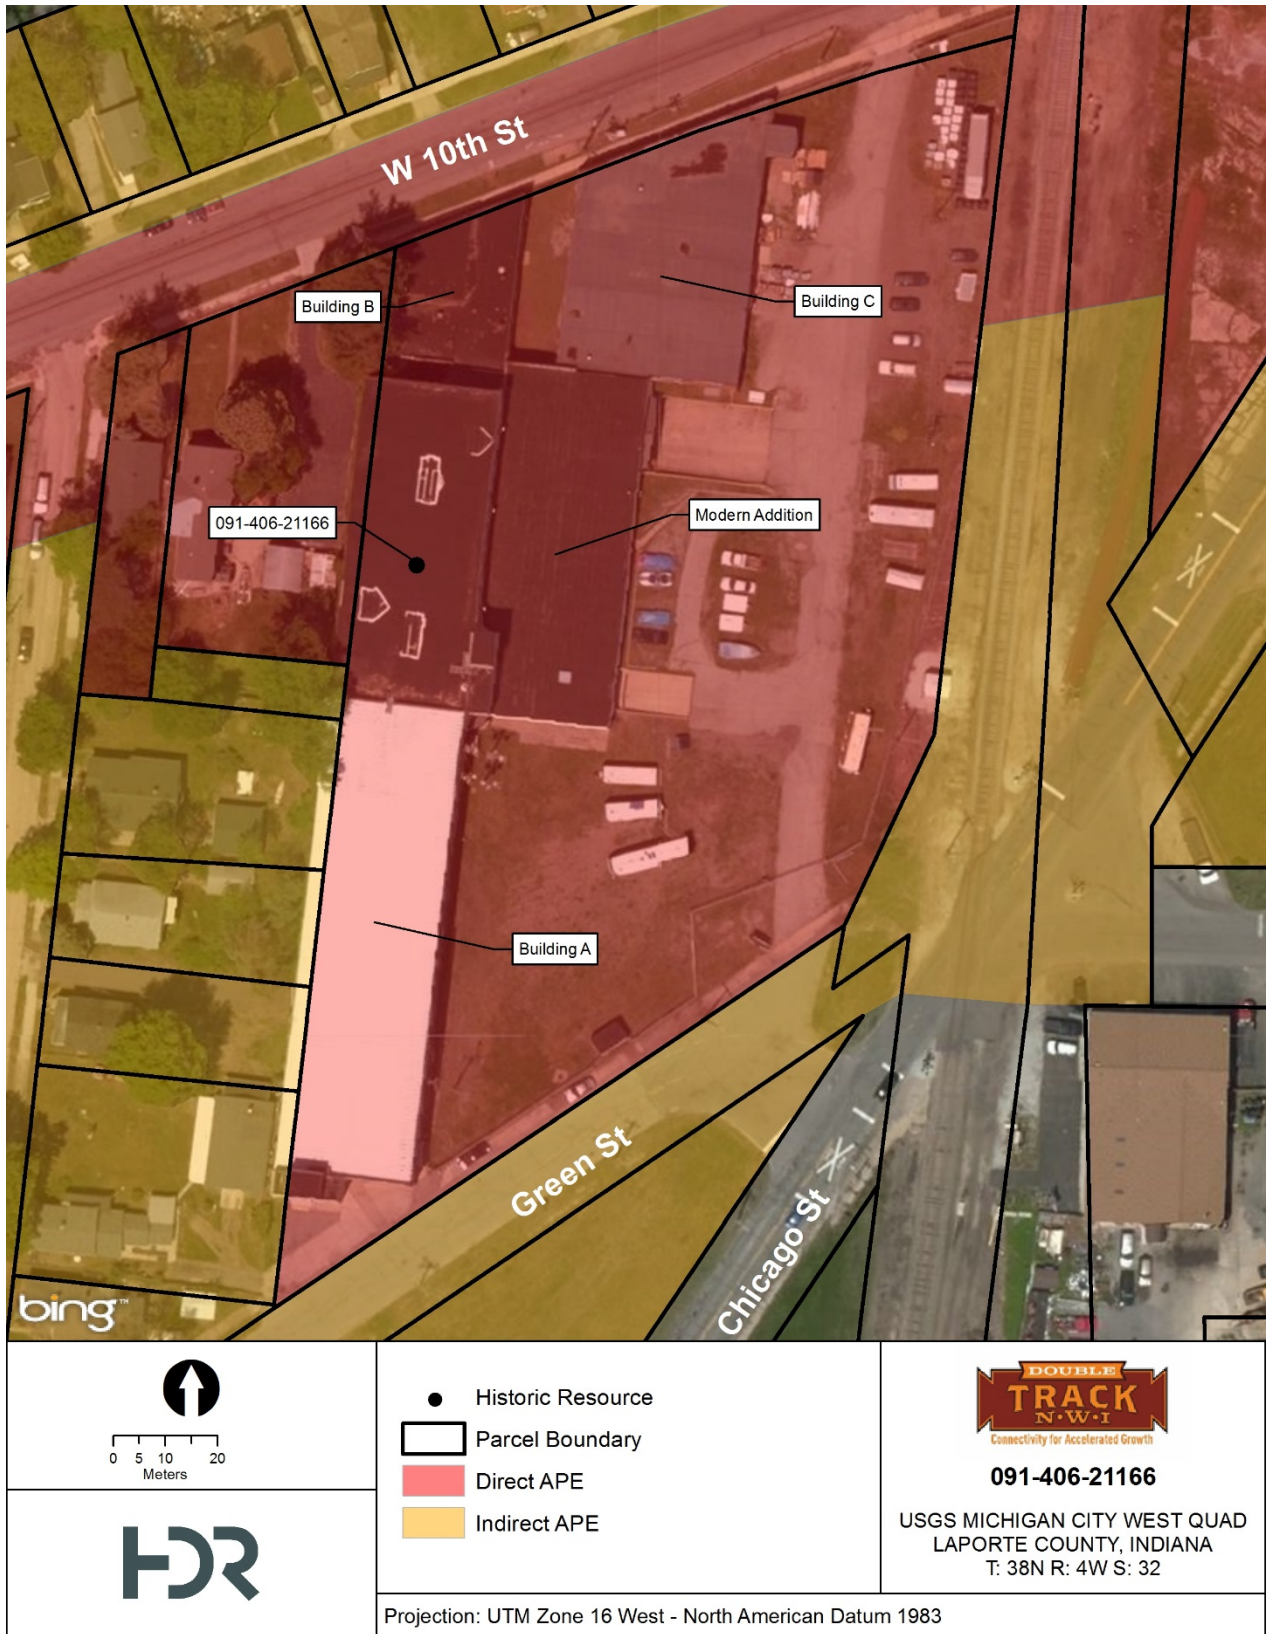 W 10th St
Building B
Building C
091-406-21166
Modern Addition
Building A
Green St
Chicago St
bing™
0 5 10 20
Meters
HDR
Historic Resource
Parcel Boundary
Direct APE
Indirect APE
DOUBLE
TRACK
N·W·I
Connectivity for Accelerated Growth
091-406-21166
USGS MICHIGAN CITY WEST QUAD
LAPORTE COUNTY, INDIANA
T: 38N R: 4W S: 32
Projection: UTM Zone 16 West - North American Datum 1983